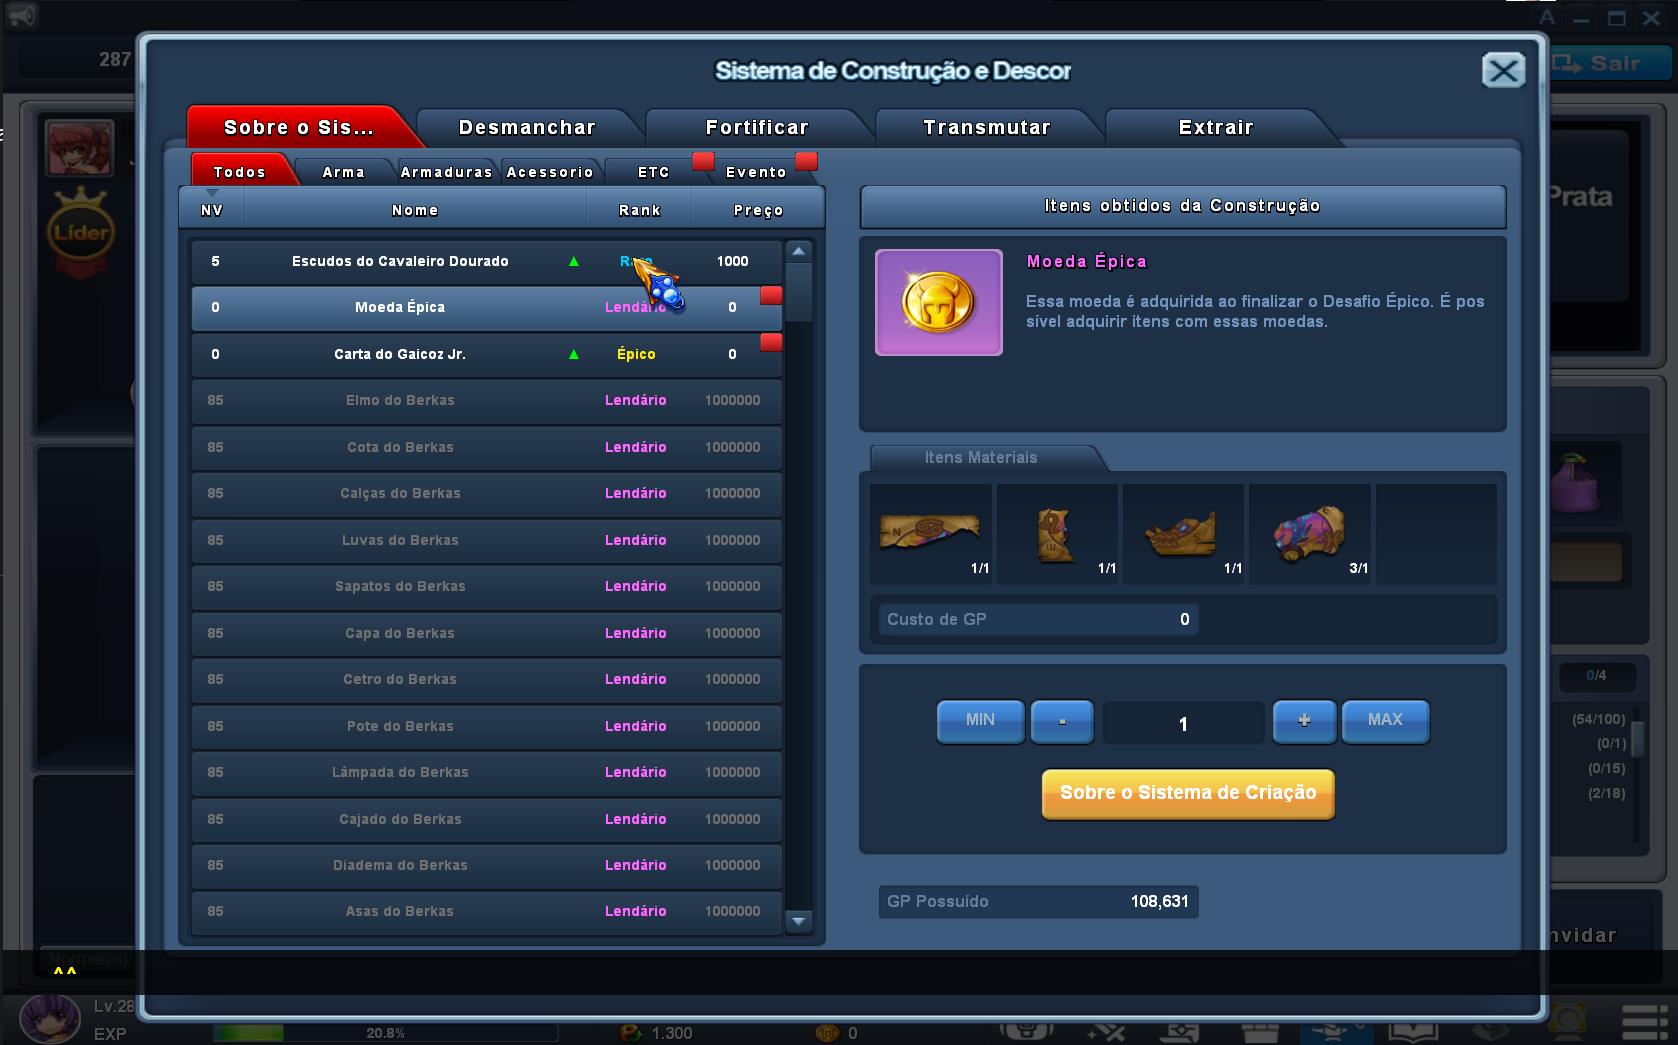 287
Sistema de Construção e Descor
A
Sair
Sobre o Sis... Desmanchar Fortificar Transmutar Extrair
Todos Arma Armaduras Acessorio ETC Evento
NV Nome Rank Preço
5 Escudos do Cavaleiro Dourado 1000
0 Moeda Épica Lendário 0
0 Carta do Gaicoz Jr. Épico 0
85 Elmo do Berkas Lendário 1000000
85 Cota do Berkas Lendário 1000000
85 Calças do Berkas Lendário 1000000
85 Luvas do Berkas Lendário 1000000
85 Sapatos do Berkas Lendário 1000000
85 Capa do Berkas Lendário 1000000
85 Cetro do Berkas Lendário 1000000
85 Pote do Berkas Lendário 1000000
85 Lâmpada do Berkas Lendário 1000000
85 Cajado do Berkas Lendário 1000000
85 Diadema do Berkas Lendário 1000000
85 Asas do Berkas Lendário 1000000
Itens obtidos da Construção
Moeda Épica
Essa moeda é adquirida ao finalizar o Desafio Épico. É pos
sível adquirir itens com essas moedas.
Itens Materiais
1/1 1/1 1/1 3/1
Custo de GP 0
MIN - 1 + MAX
Sobre o Sistema de Criação
GP Possuído 108,631
Líder
Prata
0/4
(54/100)
(0/1)
(0/15)
(2/18)
nvidar
Normal(s)
^^
Lv.28
EXP 20.8% 1.300 0